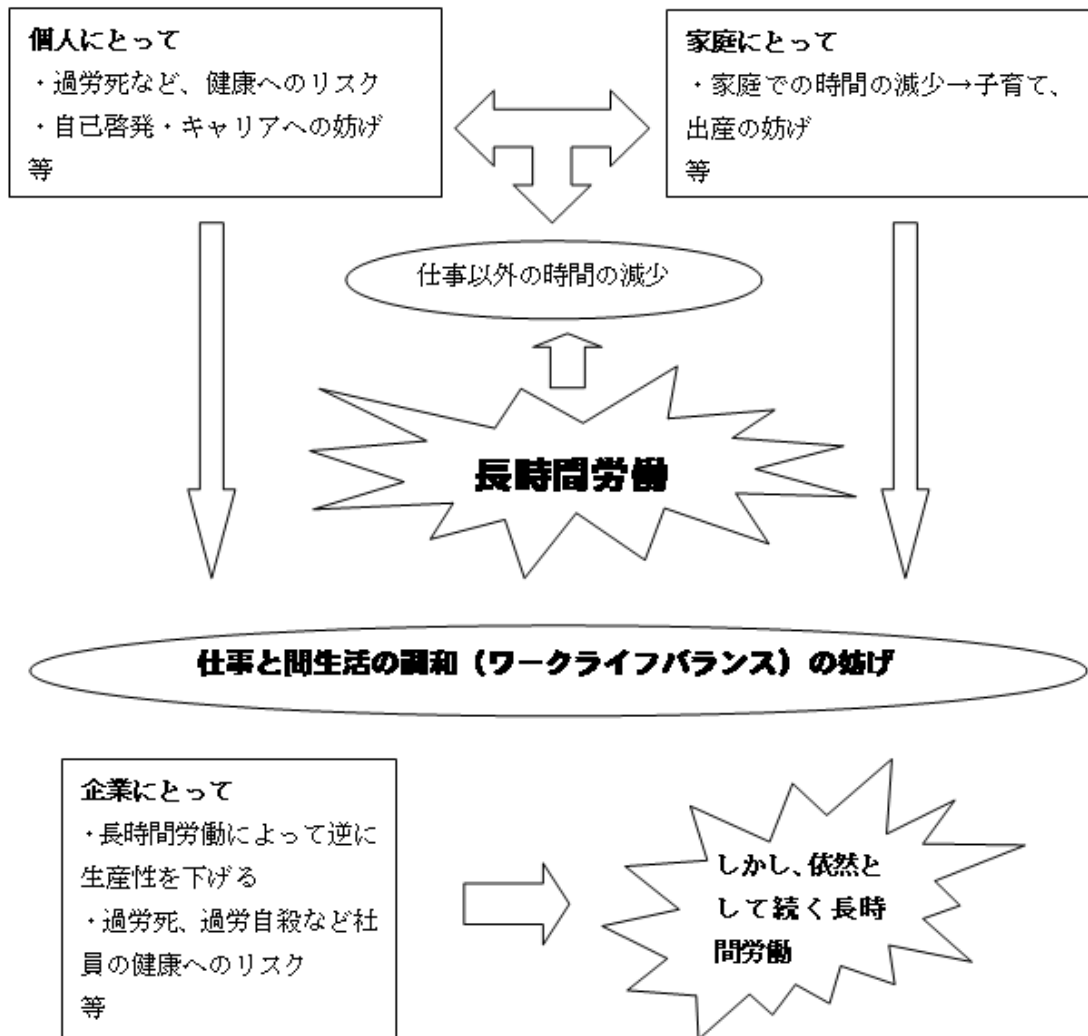 個人にとって
・過労死など、健康へのリスク
・自己啓発・キャリアへの妨げ
等
家庭にとって
・家庭での時間の減少→子育て、
出産の妨げ
等
仕事以外の時間の減少
長時間労働
仕事と間生活の調和（ワークライフバランス）の妨げ
企業にとって
・長時間労働によって逆に
生産性を下げる
・過労死、過労自殺など社
員の健康へのリスク
等
しかし、依然と
して続く長時
間労働